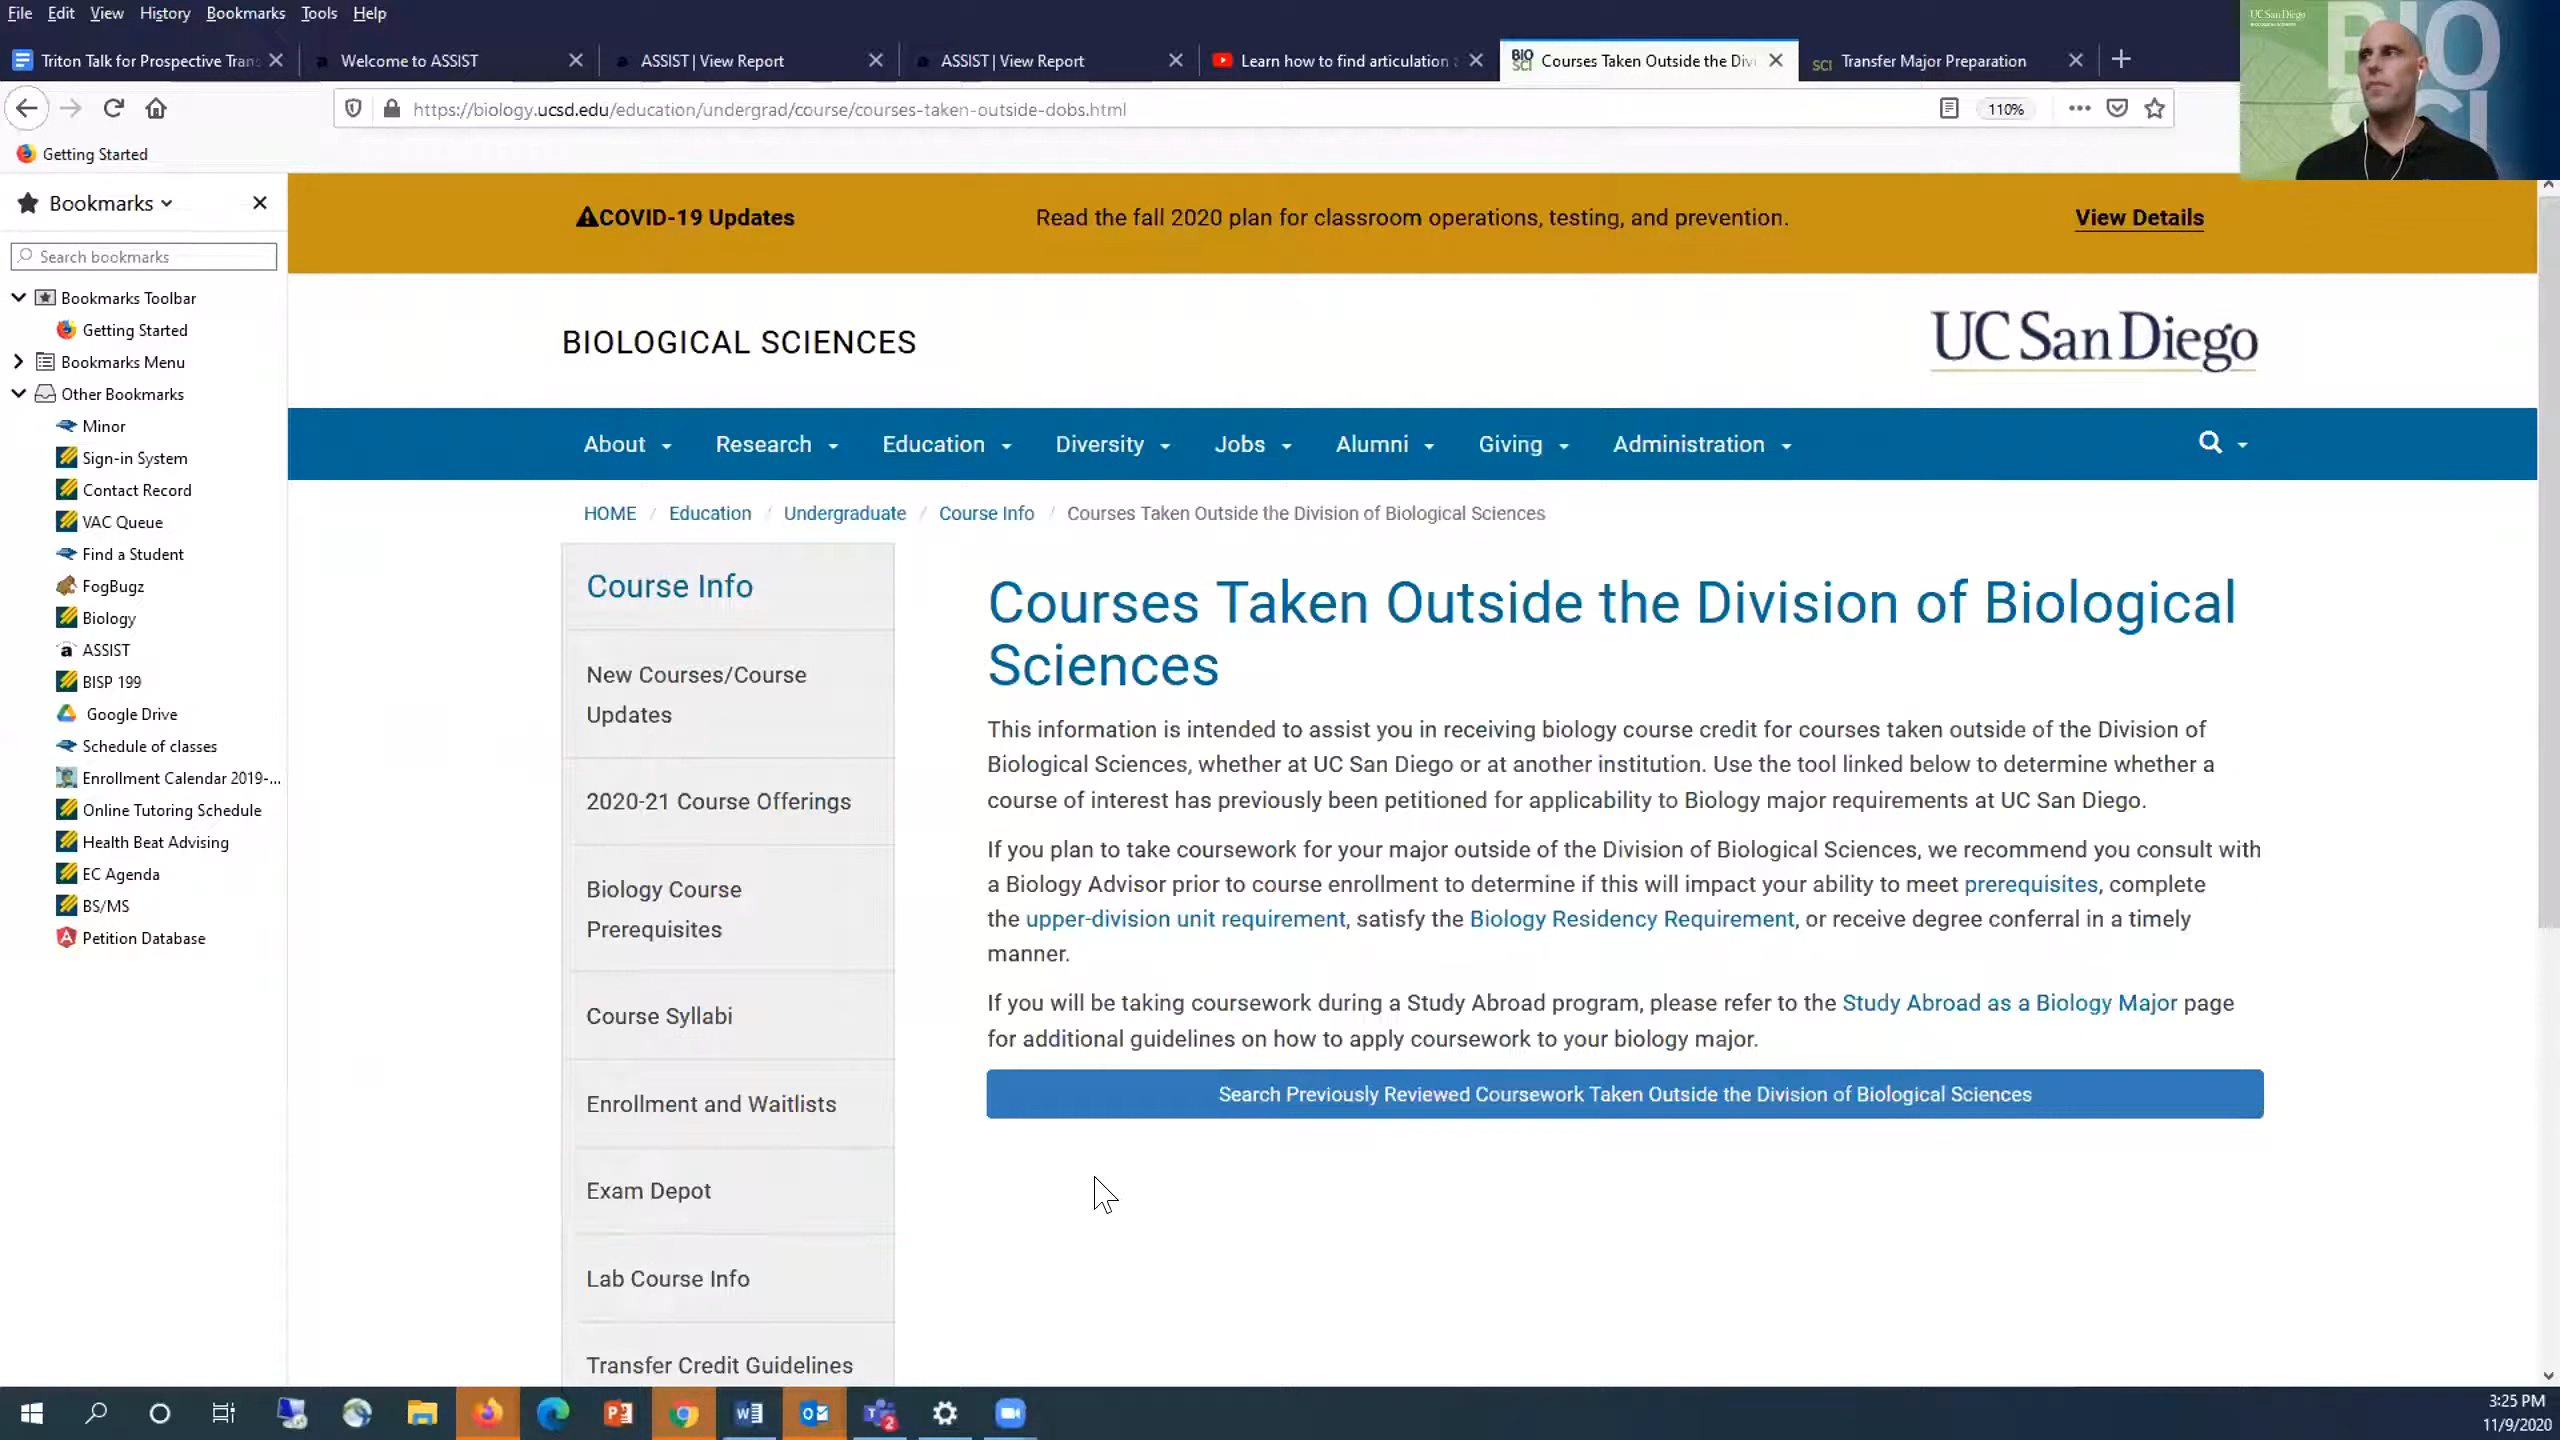 File Edit View History Bookmarks Tools Help
Triton Talk for Prospective Trans
Welcome to ASSIST
ASSIST | View Report
ASSIST | View Report
Learn how to find articulation a
BIO SCI Courses Taken Outside the Divi
SCI Transfer Major Preparation
https://biology.ucsd.edu/education/undergrad/course/courses-taken-outside-dobs.html
110%
Getting Started
UC San Diego
BIO
SCI
Bookmarks
Search bookmarks
Bookmarks Toolbar
Getting Started
Bookmarks Menu
Other Bookmarks
Minor
Sign-in System
Contact Record
VAC Queue
Find a Student
FogBugz
Biology
ASSIST
BISP 199
Google Drive
Schedule of classes
Enrollment Calendar 2019-...
Online Tutoring Schedule
Health Beat Advising
EC Agenda
BS/MS
Petition Database
COVID-19 Updates
Read the fall 2020 plan for classroom operations, testing, and prevention.
View Details
BIOLOGICAL SCIENCES
UC San Diego
About Research Education Diversity Jobs Alumni Giving Administration
HOME / Education / Undergraduate / Course Info / Courses Taken Outside the Division of Biological Sciences
Course Info
New Courses/Course
Updates
2020-21 Course Offerings
Biology Course
Prerequisites
Course Syllabi
Enrollment and Waitlists
Exam Depot
Lab Course Info
Transfer Credit Guidelines
Courses Taken Outside the Division of Biological
Sciences
This information is intended to assist you in receiving biology course credit for courses taken outside of the Division of
Biological Sciences, whether at UC San Diego or at another institution. Use the tool linked below to determine whether a
course of interest has previously been petitioned for applicability to Biology major requirements at UC San Diego.
If you plan to take coursework for your major outside of the Division of Biological Sciences, we recommend you consult with
a Biology Advisor prior to course enrollment to determine if this will impact your ability to meet prerequisites, complete
the upper-division unit requirement, satisfy the Biology Residency Requirement, or receive degree conferral in a timely
manner.
If you will be taking coursework during a Study Abroad program, please refer to the Study Abroad as a Biology Major page
for additional guidelines on how to apply coursework to your biology major.
Search Previously Reviewed Coursework Taken Outside the Division of Biological Sciences
3:25 PM
11/9/2020